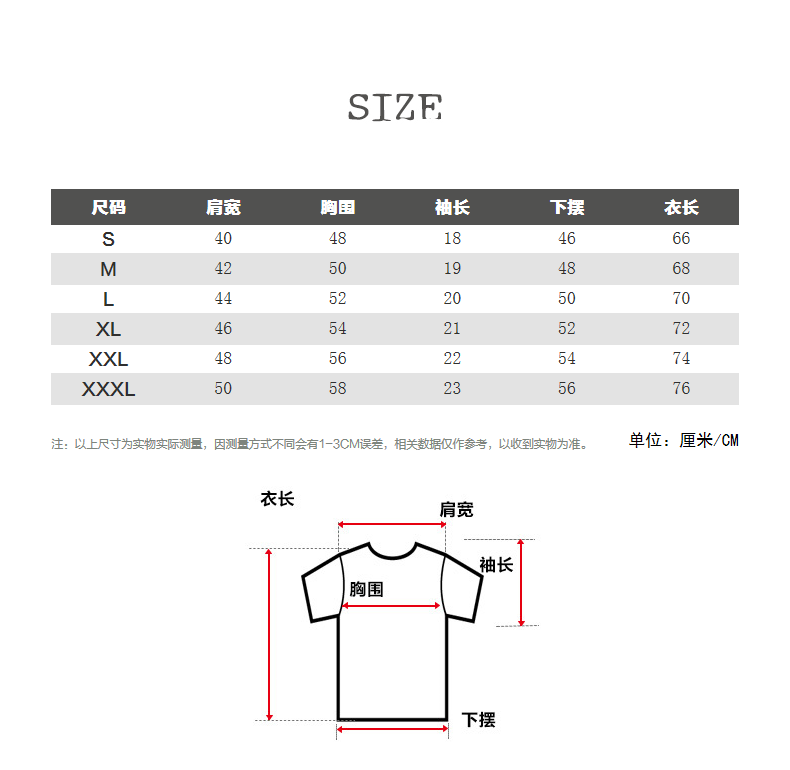 SIZE
尺码 肩宽 胸围 袖长 下摆 衣长
S 40 48 18 46 66
M 42 50 19 48 68
L 44 52 20 50 70
XL 46 54 21 52 72
XXL 48 56 22 54 74
XXXL 50 58 23 56 76
注：以上尺寸为实物实际测量，因测量方式不同会有1-3CM误差，相关数据仅作参考，以收到实物为准。
单位：厘米/CM
衣长
肩宽
袖长
胸围
下摆